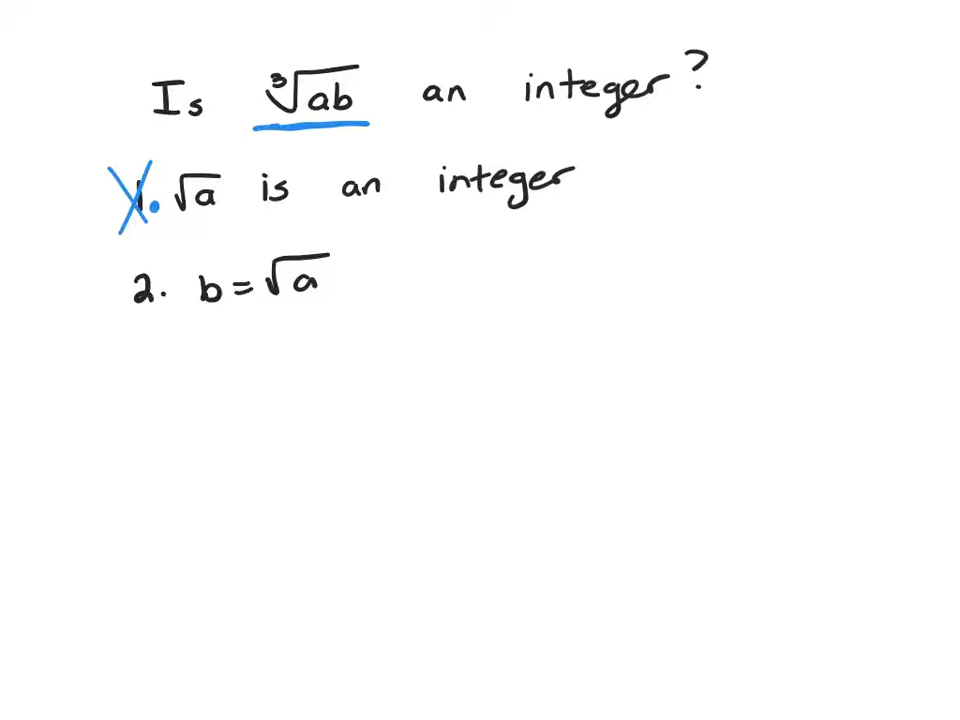 Is ∛ab an integer?
1. √a is an integer
2. b = √a